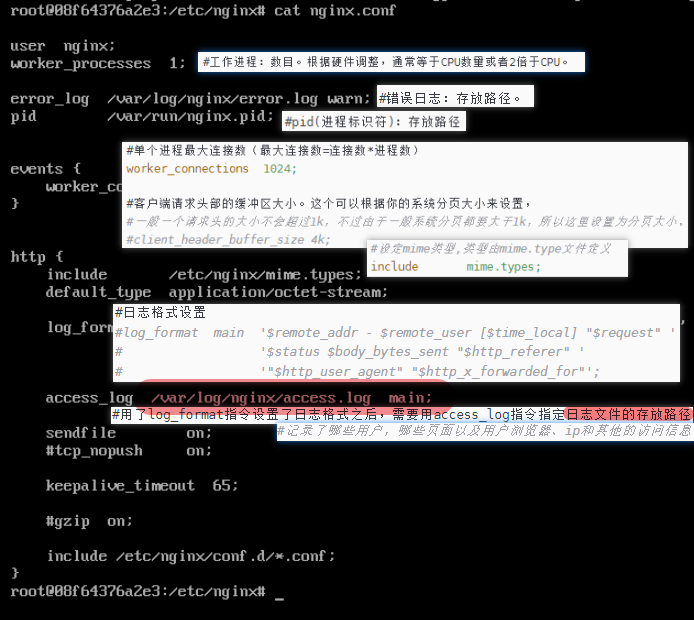 root@08f64376a2e3:/etc/nginx# cat nginx.conf
user  nginx;
worker_processes  1; #工作进程：数目。根据硬件调整，通常等于CPU数量或者2倍于CPU。
error_log  /var/log/nginx/error.log warn; #错误日志：存放路径。
pid        /var/run/nginx.pid; #pid(进程标识符)：存放路径
#单个进程最大连接数（最大连接数=连接数*进程数）
events {
worker_connections  1024;
worker_co
}
#客户端请求头部的缓冲区大小。这个可以根据你的系统分页大小来设置，
#一般一个请求头的大小不会超过1k，不过由于一般系统分页都要大于1k，所以这里设置为分页大小，
#client_header_buffer_size 4k;
#设定mime类型,类型由mime.type文件定义
include      mime.types;
http {
include       /etc/nginx/mime.types;
default_type  application/octet-stream;
#日志格式设置
log_form
#log_format  main  '$remote_addr - $remote_user [$time_local] "$request" '
#                  '$status $body_bytes_sent "$http_referer" '
#                  '"$http_user_agent" "$http_x_forwarded_for"';
access_log  /var/log/nginx/access.log  main;
#用了log_format指令设置了日志格式之后，需要用access_log指令指定日志文件的存放路径
sendfile        on;
#记录了哪些用户，哪些页面以及用户浏览器、ip和其他的访问信息
#tcp_nopush     on;
keepalive_timeout  65;
#gzip  on;
include /etc/nginx/conf.d/*.conf;
}
root@08f64376a2e3:/etc/nginx# _